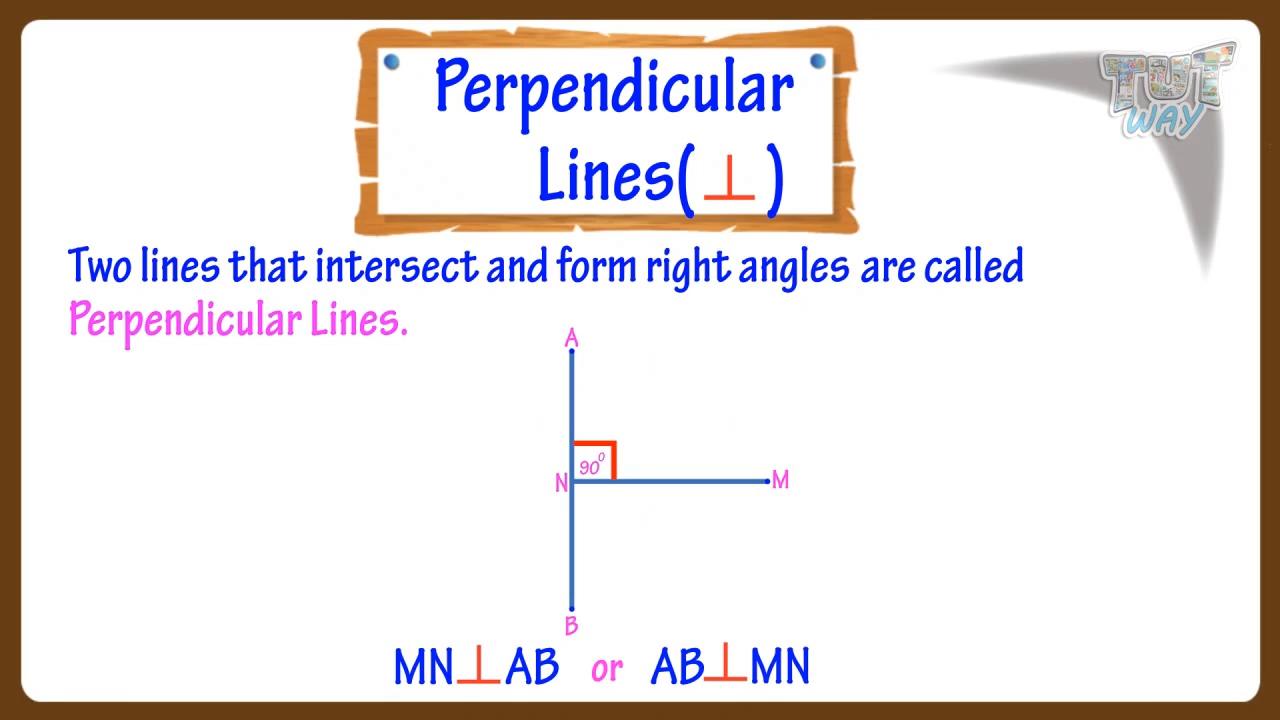 Perpendicular
Lines(⊥)
TUT
WAY
Two lines that intersect and form right angles are called
Perpendicular Lines.
A
90⁰
N
M
B
MN⊥AB or AB⊥MN